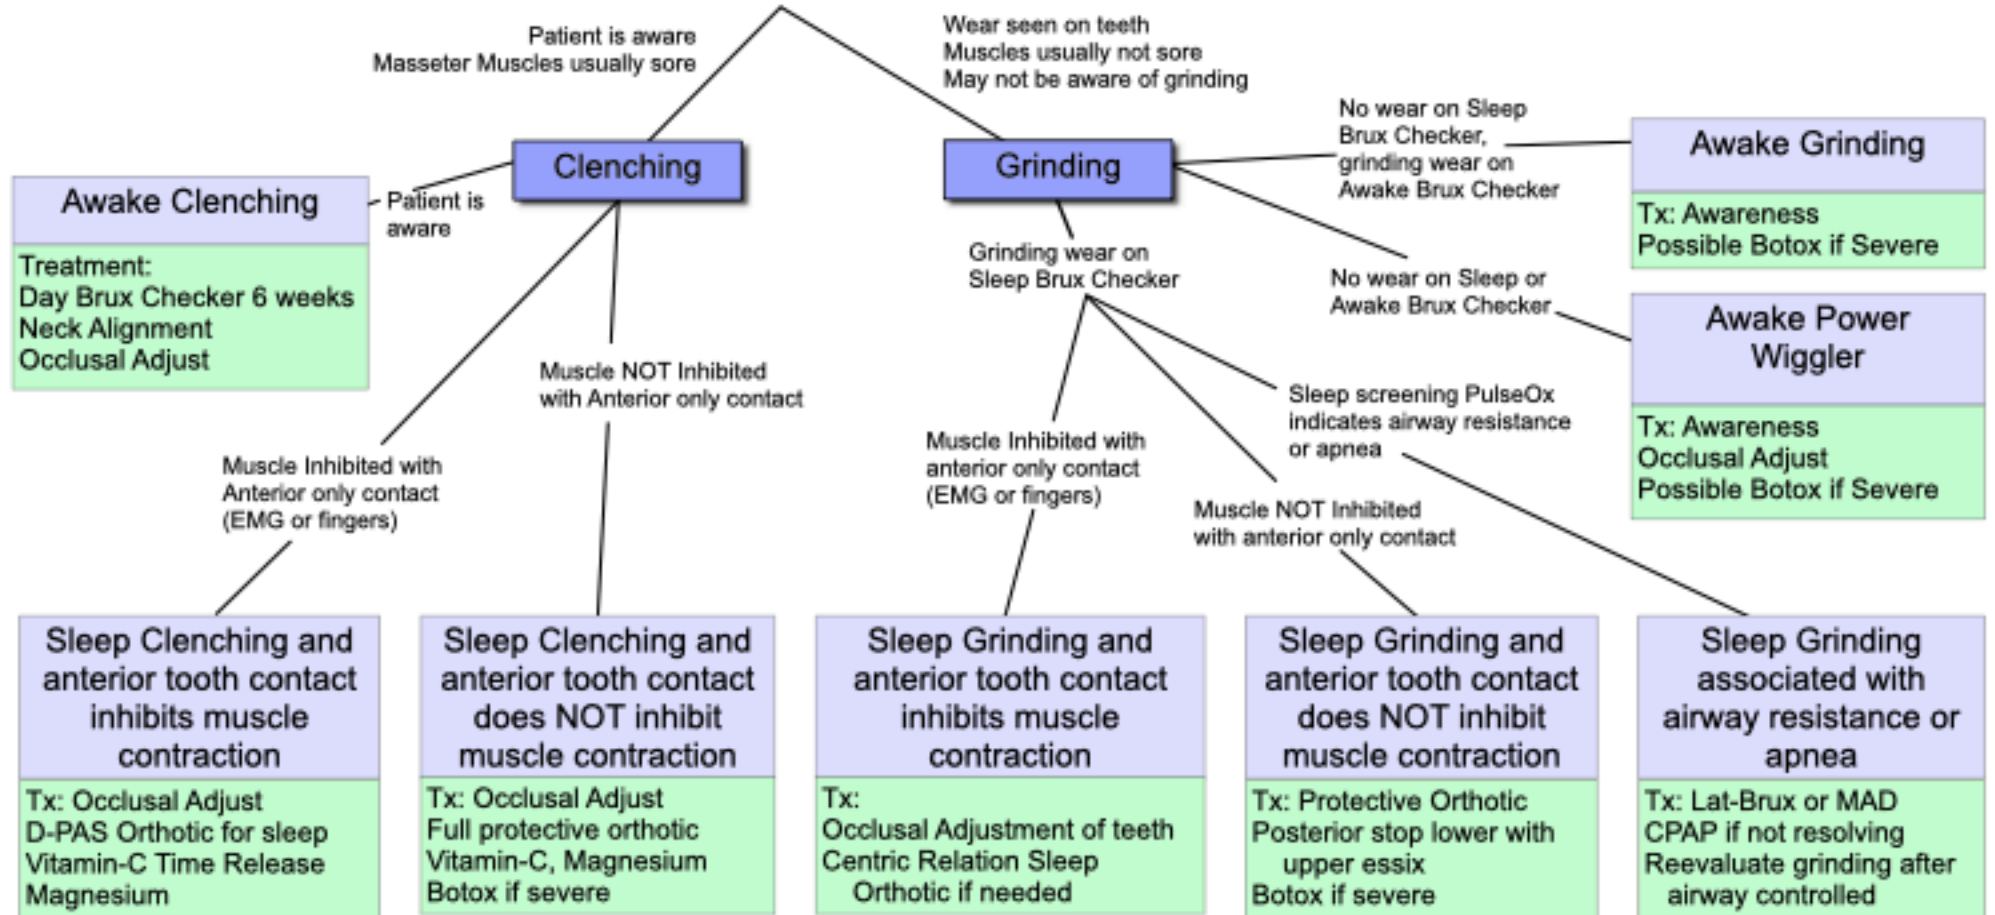 Patient is aware
Masseter Muscles usually sore
Wear seen on teeth
Muscles usually not sore
May not be aware of grinding
Clenching
Grinding
Patient is
aware
Awake Clenching
Treatment:
Day Brux Checker 6 weeks
Neck Alignment
Occlusal Adjust
No wear on Sleep
Brux Checker,
grinding wear on
Awake Brux Checker
Awake Grinding
Tx: Awareness
Possible Botox if Severe
No wear on Sleep or
Awake Brux Checker
Awake Power
Wiggler
Tx: Awareness
Occlusal Adjust
Possible Botox if Severe
Grinding wear on
Sleep Brux Checker
Muscle Inhibited with
Anterior only contact
(EMG or fingers)
Muscle NOT Inhibited
with Anterior only contact
Muscle Inhibited with
anterior only contact
(EMG or fingers)
Muscle NOT Inhibited
with anterior only contact
Sleep screening PulseOx
indicates airway resistance
or apnea
Sleep Clenching and
anterior tooth contact
inhibits muscle
contraction
Tx: Occlusal Adjust
D-PAS Orthotic for sleep
Vitamin-C Time Release
Magnesium
Sleep Clenching and
anterior tooth contact
does NOT inhibit
muscle contraction
Tx: Occlusal Adjust
Full protective orthotic
Vitamin-C, Magnesium
Botox if severe
Sleep Grinding and
anterior tooth contact
inhibits muscle
contraction
Tx:
Occlusal Adjustment of teeth
Centric Relation Sleep
Orthotic if needed
Sleep Grinding and
anterior tooth contact
does NOT inhibit
muscle contraction
Tx: Protective Orthotic
Posterior stop lower with
upper essix
Botox if severe
Sleep Grinding
associated with
airway resistance or
apnea
Tx: Lat-Brux or MAD
CPAP if not resolving
Reevaluate grinding after
airway controlled